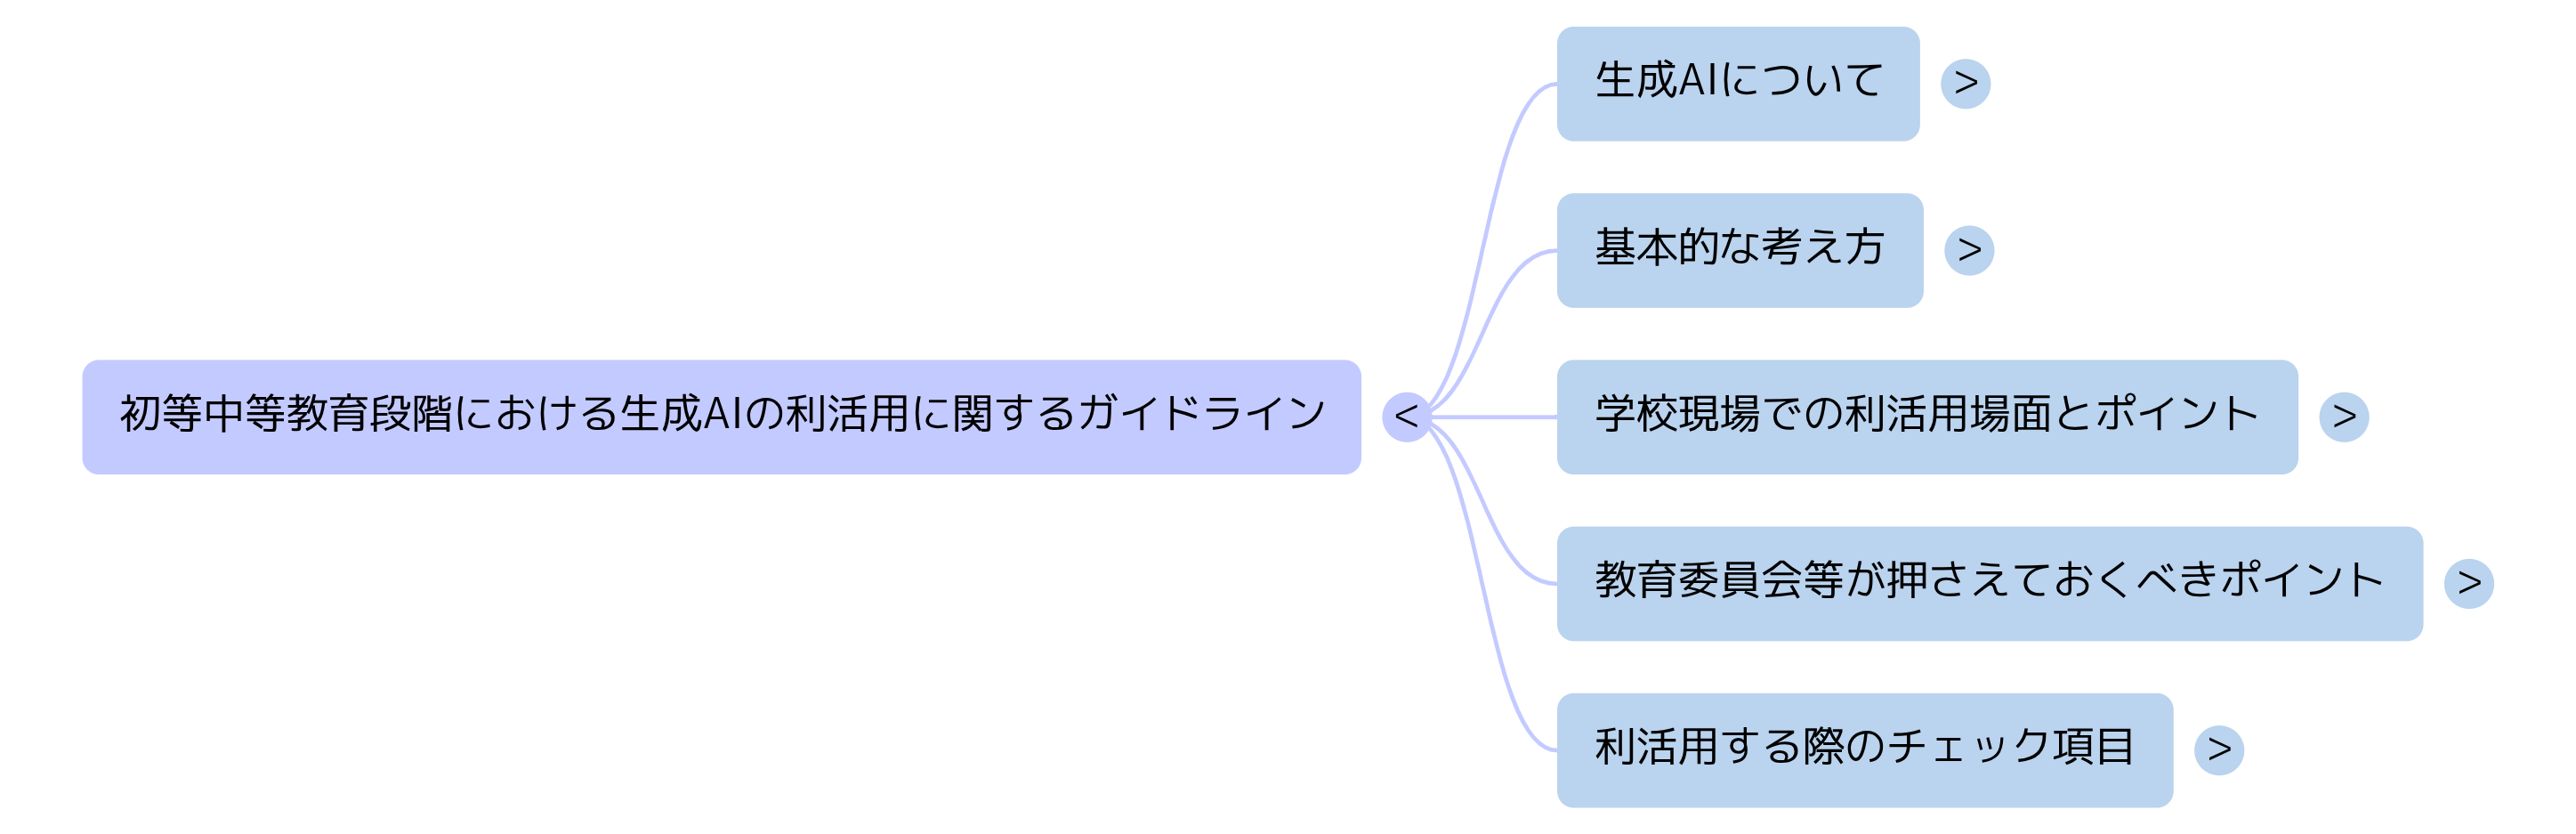 生成AIについて >
基本的な考え方 >
初等中等教育段階における生成AIの利活用に関するガイドライン <
学校現場での利活用場面とポイント >
教育委員会等が押さえておくべきポイント >
利活用する際のチェック項目 >